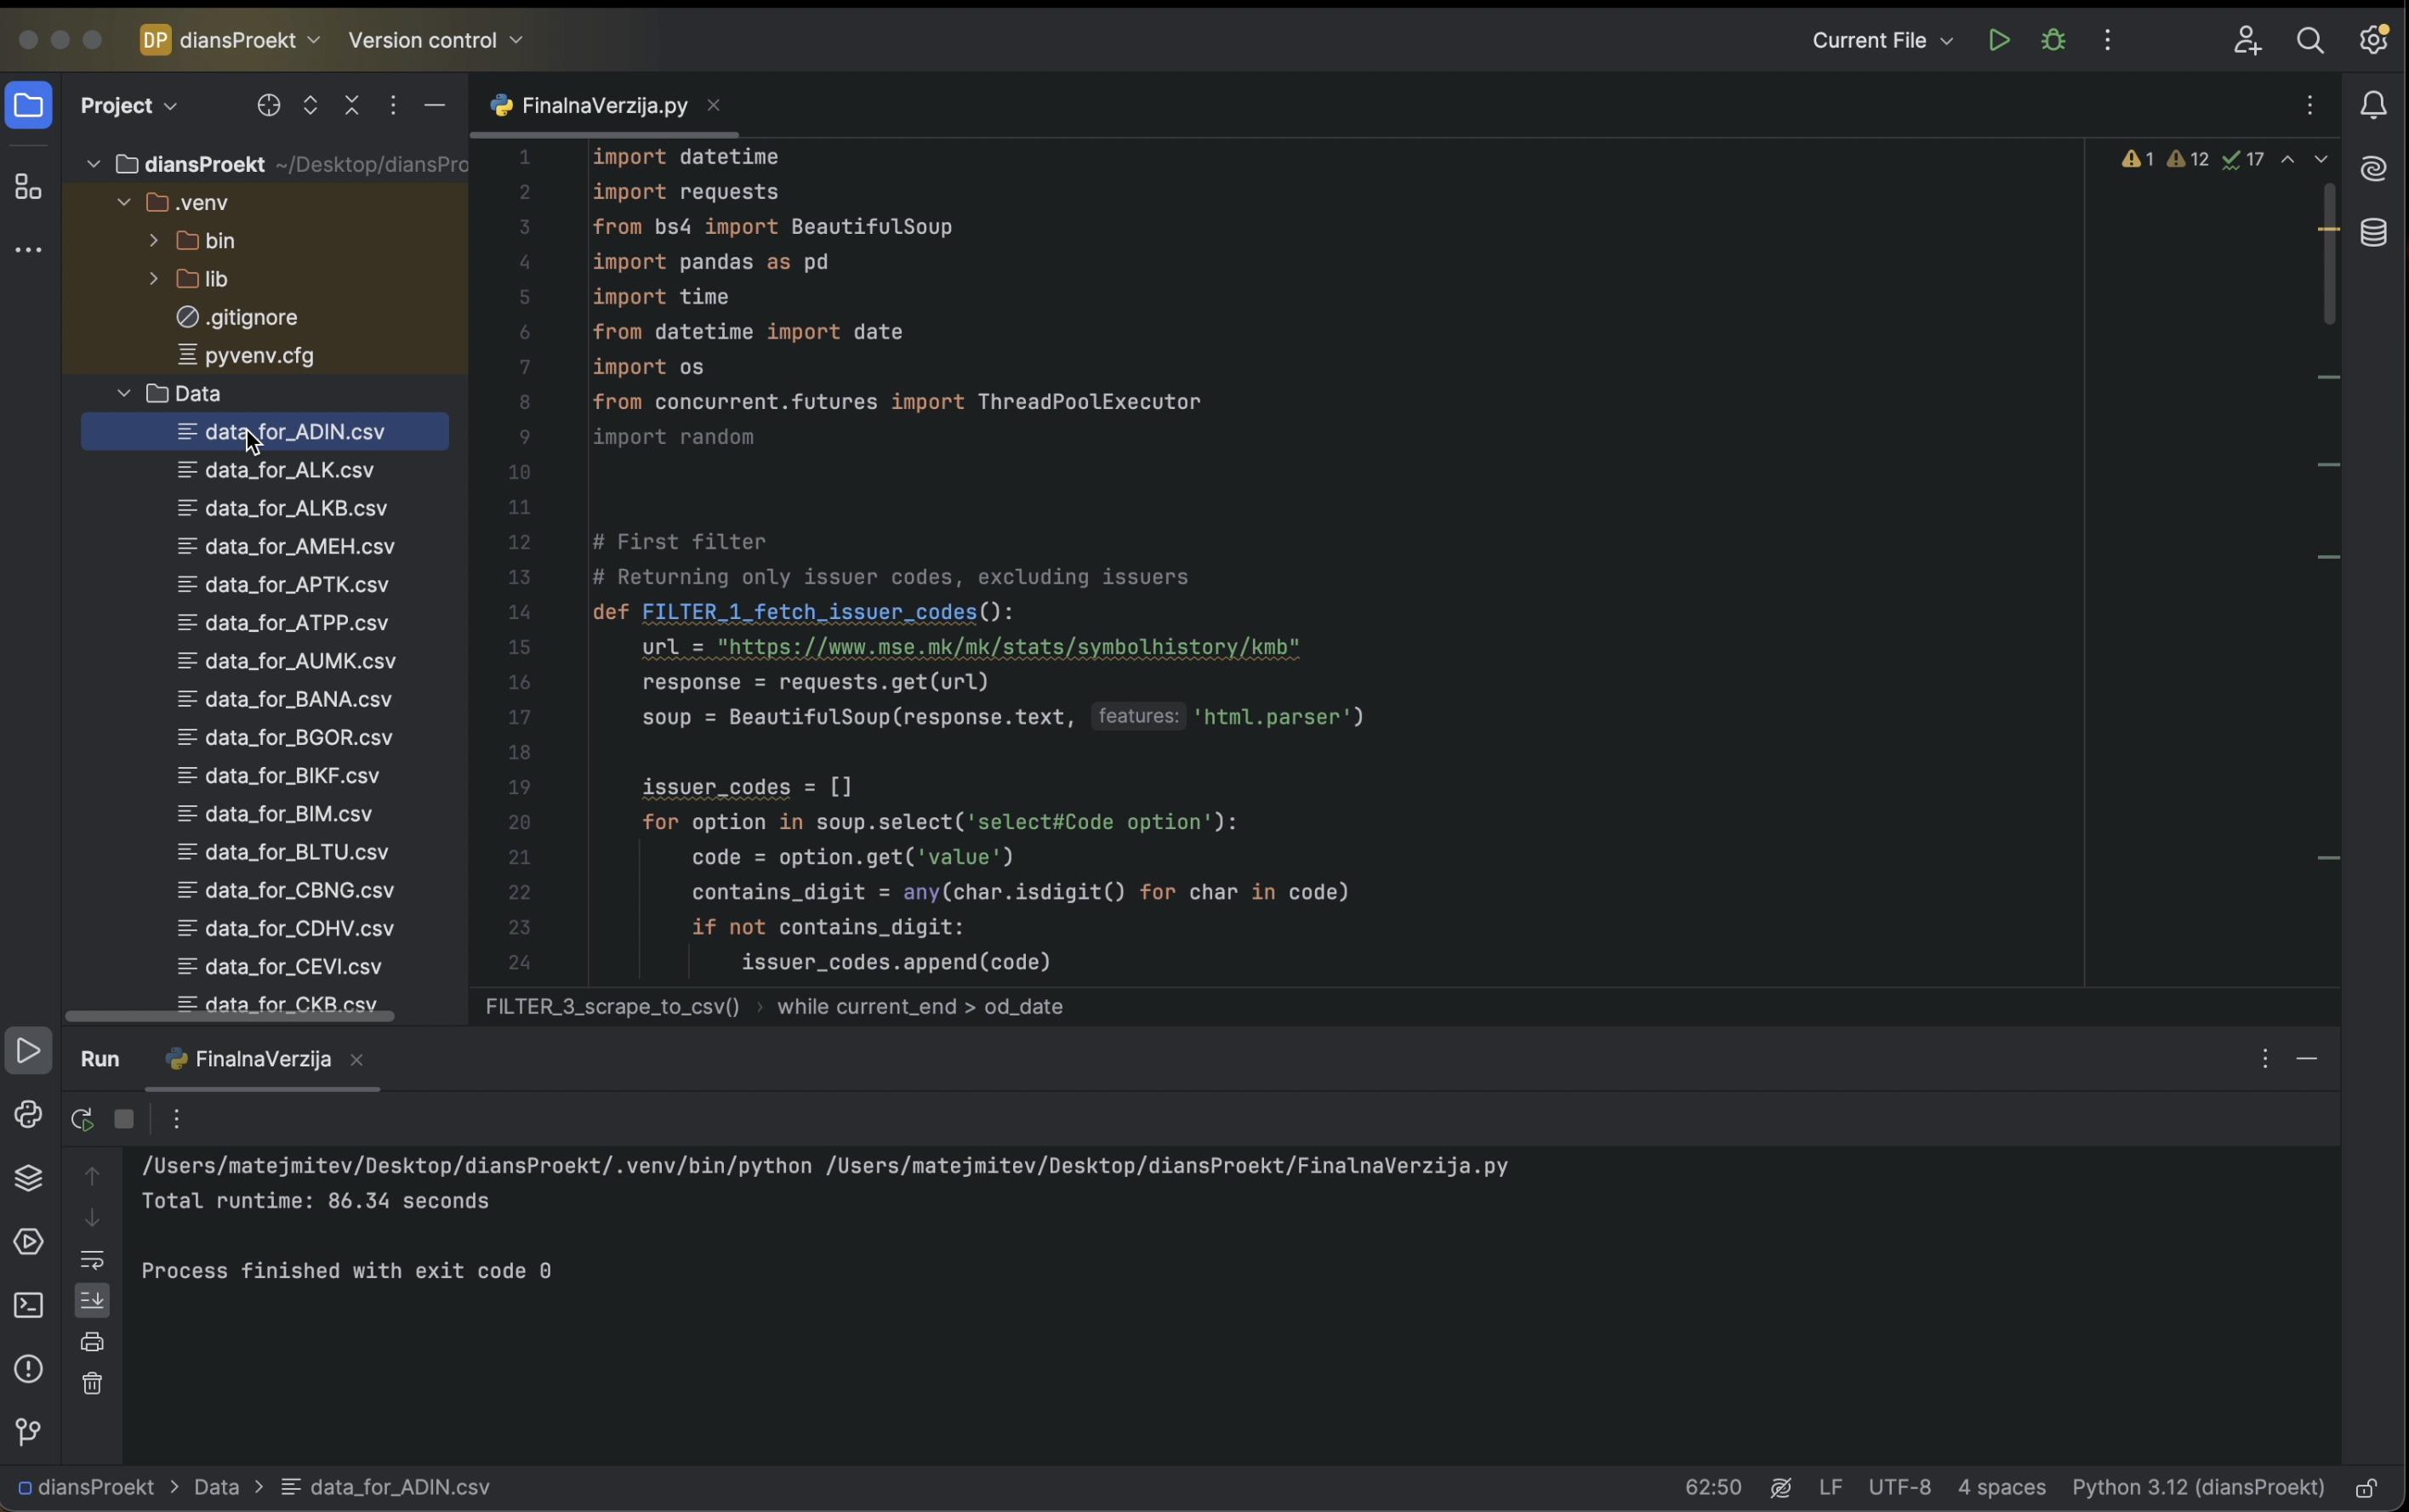 DP diansProekt Version control Current File
Project
FinalnaVerzija.py
diansProekt ~/Desktop/diansPro
.venv
bin
lib
.gitignore
pyvenv.cfg
Data
data_for_ADIN.csv
data_for_ALK.csv
data_for_ALKB.csv
data_for_AMEH.csv
data_for_APTK.csv
data_for_ATPP.csv
data_for_AUMK.csv
data_for_BANA.csv
data_for_BGOR.csv
data_for_BIKF.csv
data_for_BIM.csv
data_for_BLTU.csv
data_for_CBNG.csv
data_for_CDHV.csv
data_for_CEVI.csv
data_for_CKB.csv
1 12 17
1 import datetime
2 import requests
3 from bs4 import BeautifulSoup
4 import pandas as pd
5 import time
6 from datetime import date
7 import os
8 from concurrent.futures import ThreadPoolExecutor
9 import random
10
11
12 # First filter
13 # Returning only issuer codes, excluding issuers
14 def FILTER_1_fetch_issuer_codes():
15 url = "https://www.mse.mk/mk/stats/symbolhistory/kmb"
16 response = requests.get(url)
17 soup = BeautifulSoup(response.text, features: 'html.parser')
18
19 issuer_codes = []
20 for option in soup.select('select#Code option'):
21 code = option.get('value')
22 contains_digit = any(char.isdigit() for char in code)
23 if not contains_digit:
24 issuer_codes.append(code)
FILTER_3_scrape_to_csv() › while current_end > od_date
Run FinalnaVerzija
/Users/matejmitev/Desktop/diansProekt/.venv/bin/python /Users/matejmitev/Desktop/diansProekt/FinalnaVerzija.py
Total runtime: 86.34 seconds
Process finished with exit code 0
diansProekt > Data > data_for_ADIN.csv
62:50 LF UTF-8 4 spaces Python 3.12 (diansProekt)